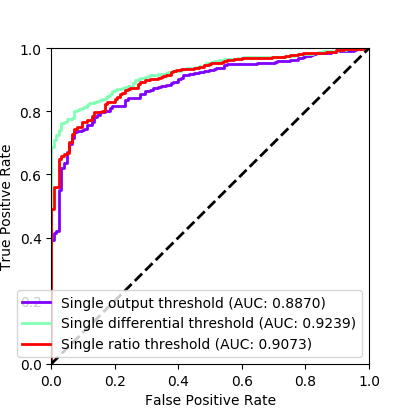 1.0
0.8
0.6
0.4
0.2
0.0
True Positive Rate
Single output threshold (AUC: 0.8870)
Single differential threshold (AUC: 0.9239)
Single ratio threshold (AUC: 0.9073)
0.0 0.2 0.4 0.6 0.8 1.0
False Positive Rate